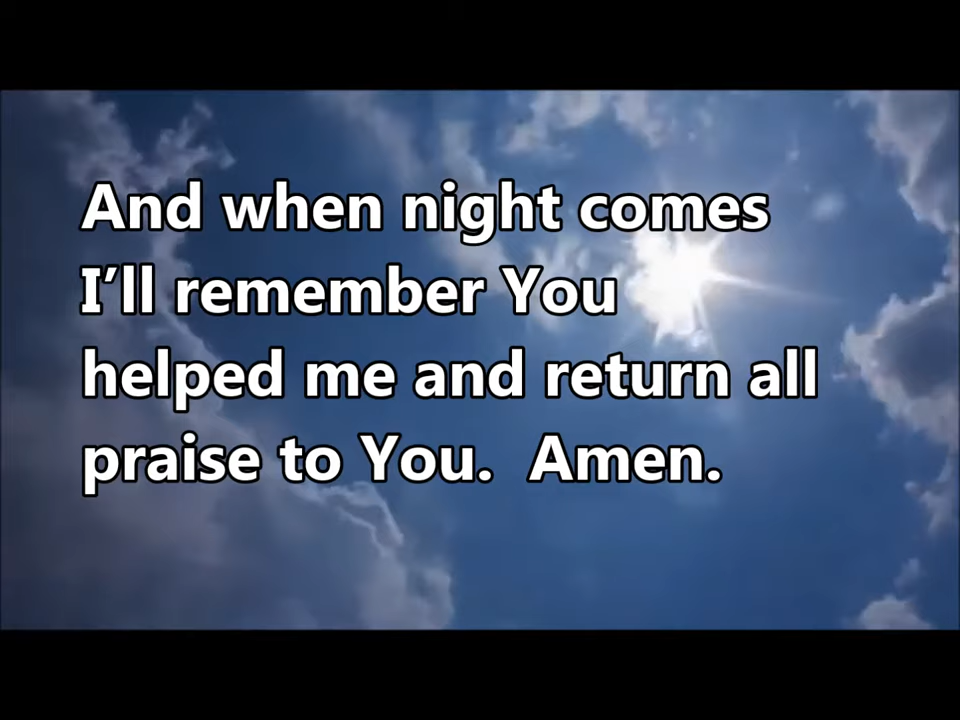 And when night comes
I’ll remember You
helped me and return all
praise to You.  Amen.